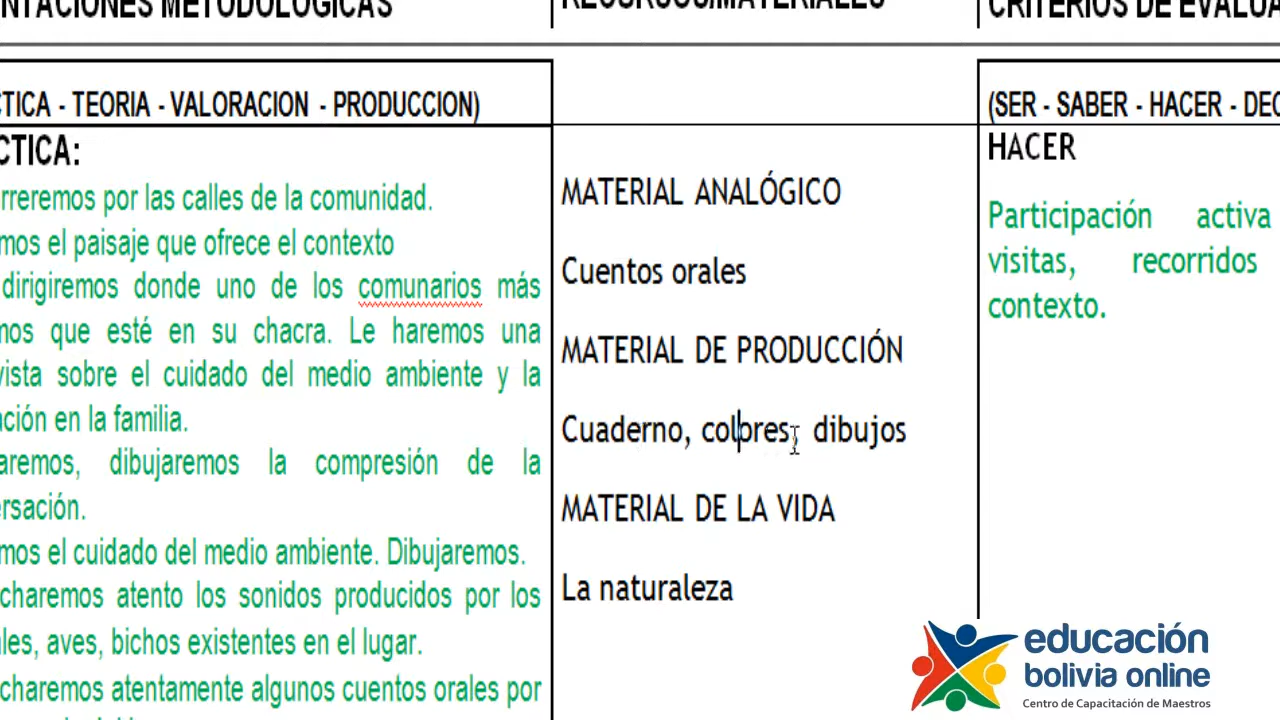 NTACIONES METODOLÓGICAS
RECURSOS/MATERIALES
CRITERIOS DE EVALUA
CTICA - TEORIA - VALORACION - PRODUCCION)
(SER - SABER - HACER - DEC
CTICA:
rreremos por las calles de la comunidad.
mos el paisaje que ofrece el contexto
dirigiremos donde uno de los comunarios más
mos que esté en su chacra. Le haremos una
vista sobre el cuidado del medio ambiente y la
ación en la familia.
aremos, dibujaremos la compresión de la
ersación.
mos el cuidado del medio ambiente. Dibujaremos.
charemos atento los sonidos producidos por los
les, aves, bichos existentes en el lugar.
charemos atentamente algunos cuentos orales por
MATERIAL ANALÓGICO
Cuentos orales
MATERIAL DE PRODUCCIÓN
Cuaderno, colores, dibujos
MATERIAL DE LA VIDA
La naturaleza
HACER
Participación activa
visitas, recorridos
contexto.
educación
bolivia online
Centro de Capacitación de Maestros